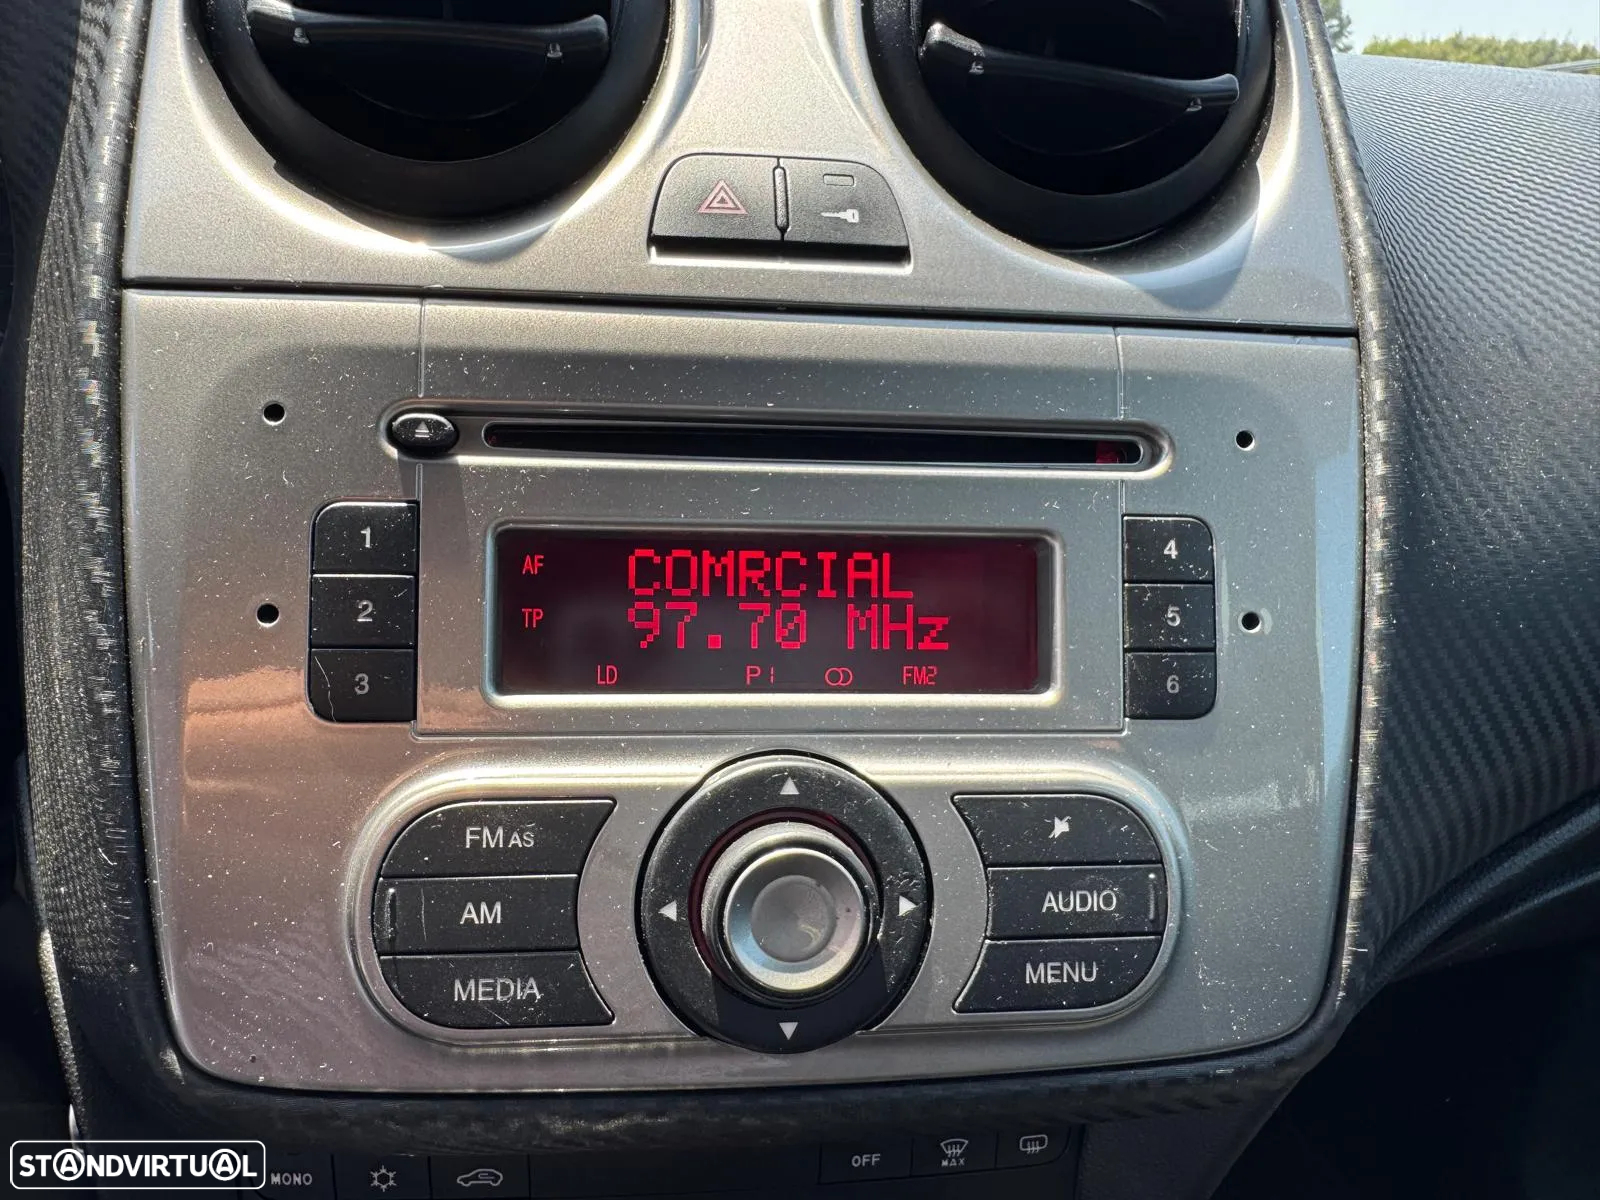 1
2
3
4
5
6
AF
COMRCIAL
TP
97.70 MHz
LD P1 FM2
FM AS
AM
MEDIA
AUDIO
MENU
MONO
OFF
MAX
STANDVIRTUAL